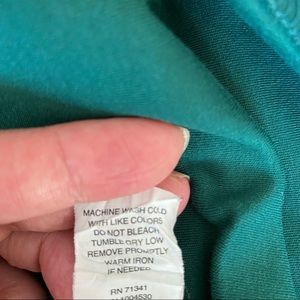 MACHINE WASH COLD
WITH LIKE COLORS
DO NOT BLEACH
TUMBLE DRY LOW
REMOVE PROMPTLY
WARM IRON
IF NEEDED
RN 71341
1004530